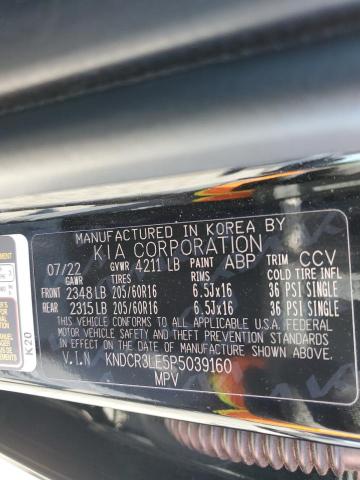 MANUFACTURED IN KOREA BY
KIA CORPORATION
07/22 GVWR 4211 LB PAINT ABP TRIM CCV
TIRES RIMS COLD TIRE INFL
FRONT 2348 LB 205/60R16 6.5Jx16 36 PSI SINGLE
REAR 2315 LB 205/60R16 6.5Jx16 36 PSI SINGLE
THIS VEHICLE CONFORMS TO ALL APPLICABLE U.S.A. FEDERAL
MOTOR VEHICLE SAFETY, BUMPER, AND THEFT PREVENTION
STANDARDS IN EFFECT ON THE DATE OF MANUFACTURE SHOWN
ABOVE.
V.I.N KNDCR3LE5P5039160
MPV
K20